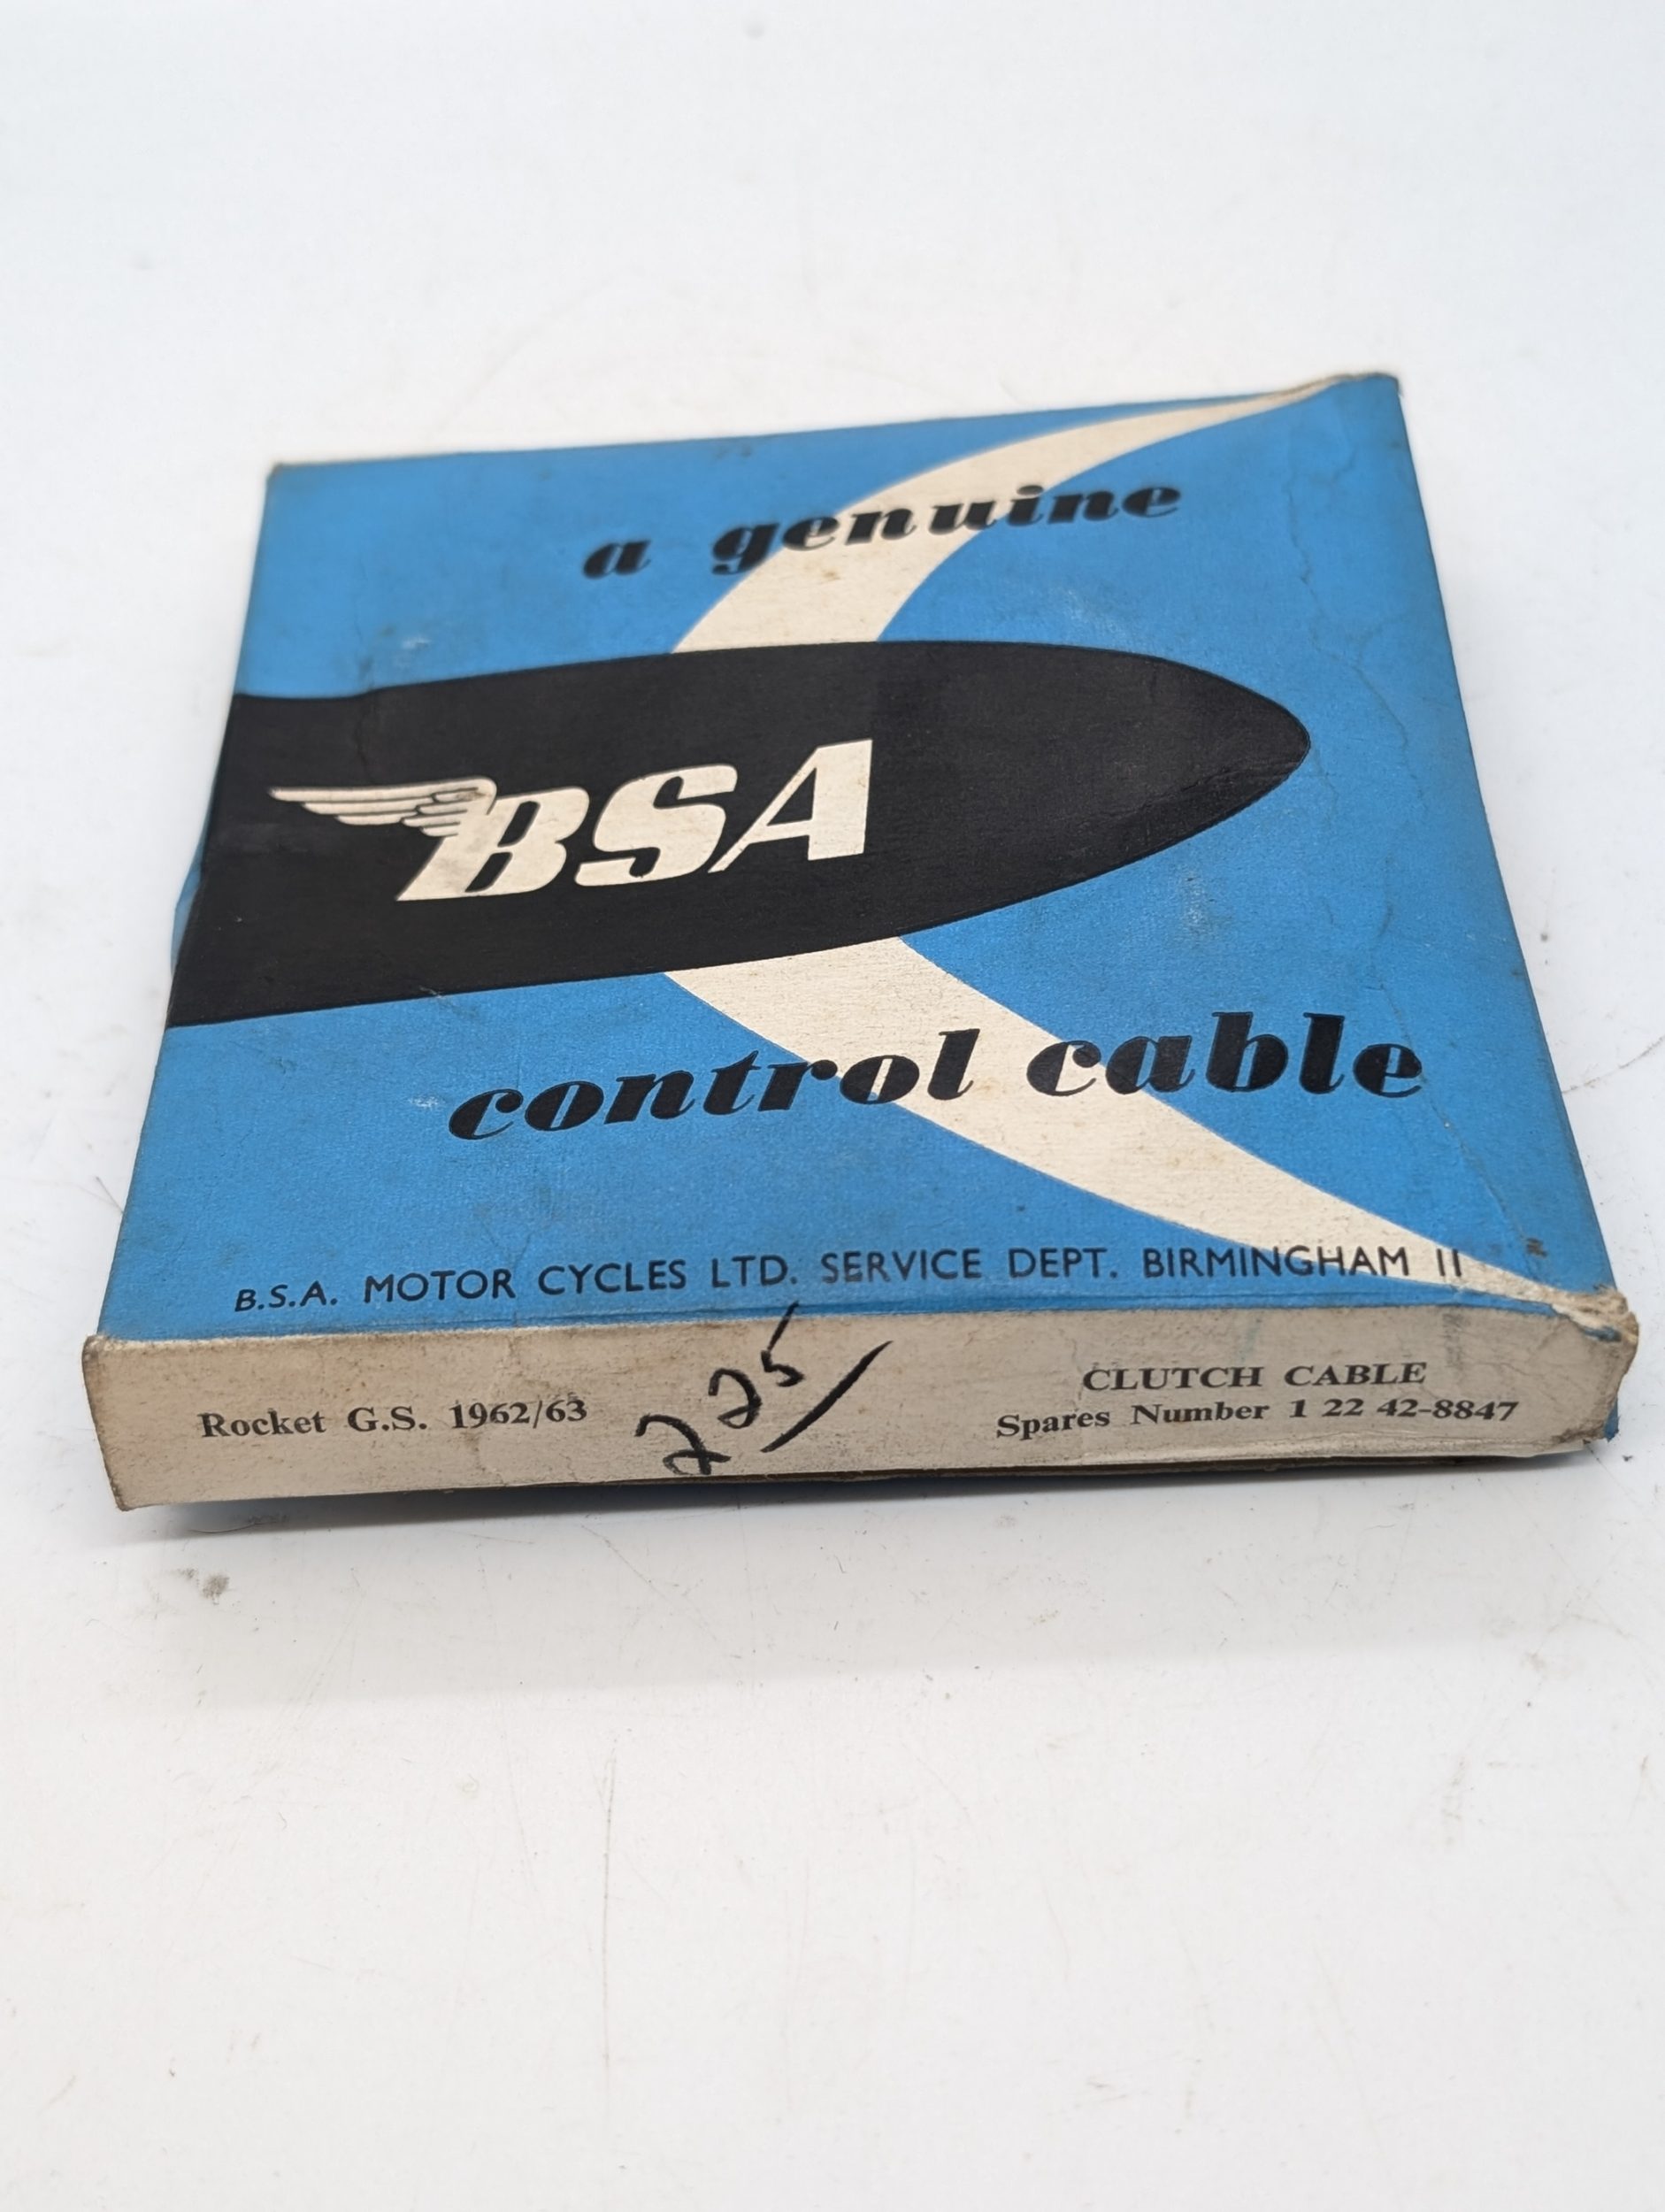 a genuine
BSA
control cable
B.S.A. MOTOR CYCLES LTD. SERVICE DEPT. BIRMINGHAM 11
Rocket G.S. 1962/63
225/
CLUTCH CABLE
Spares Number 1 22 42-8847